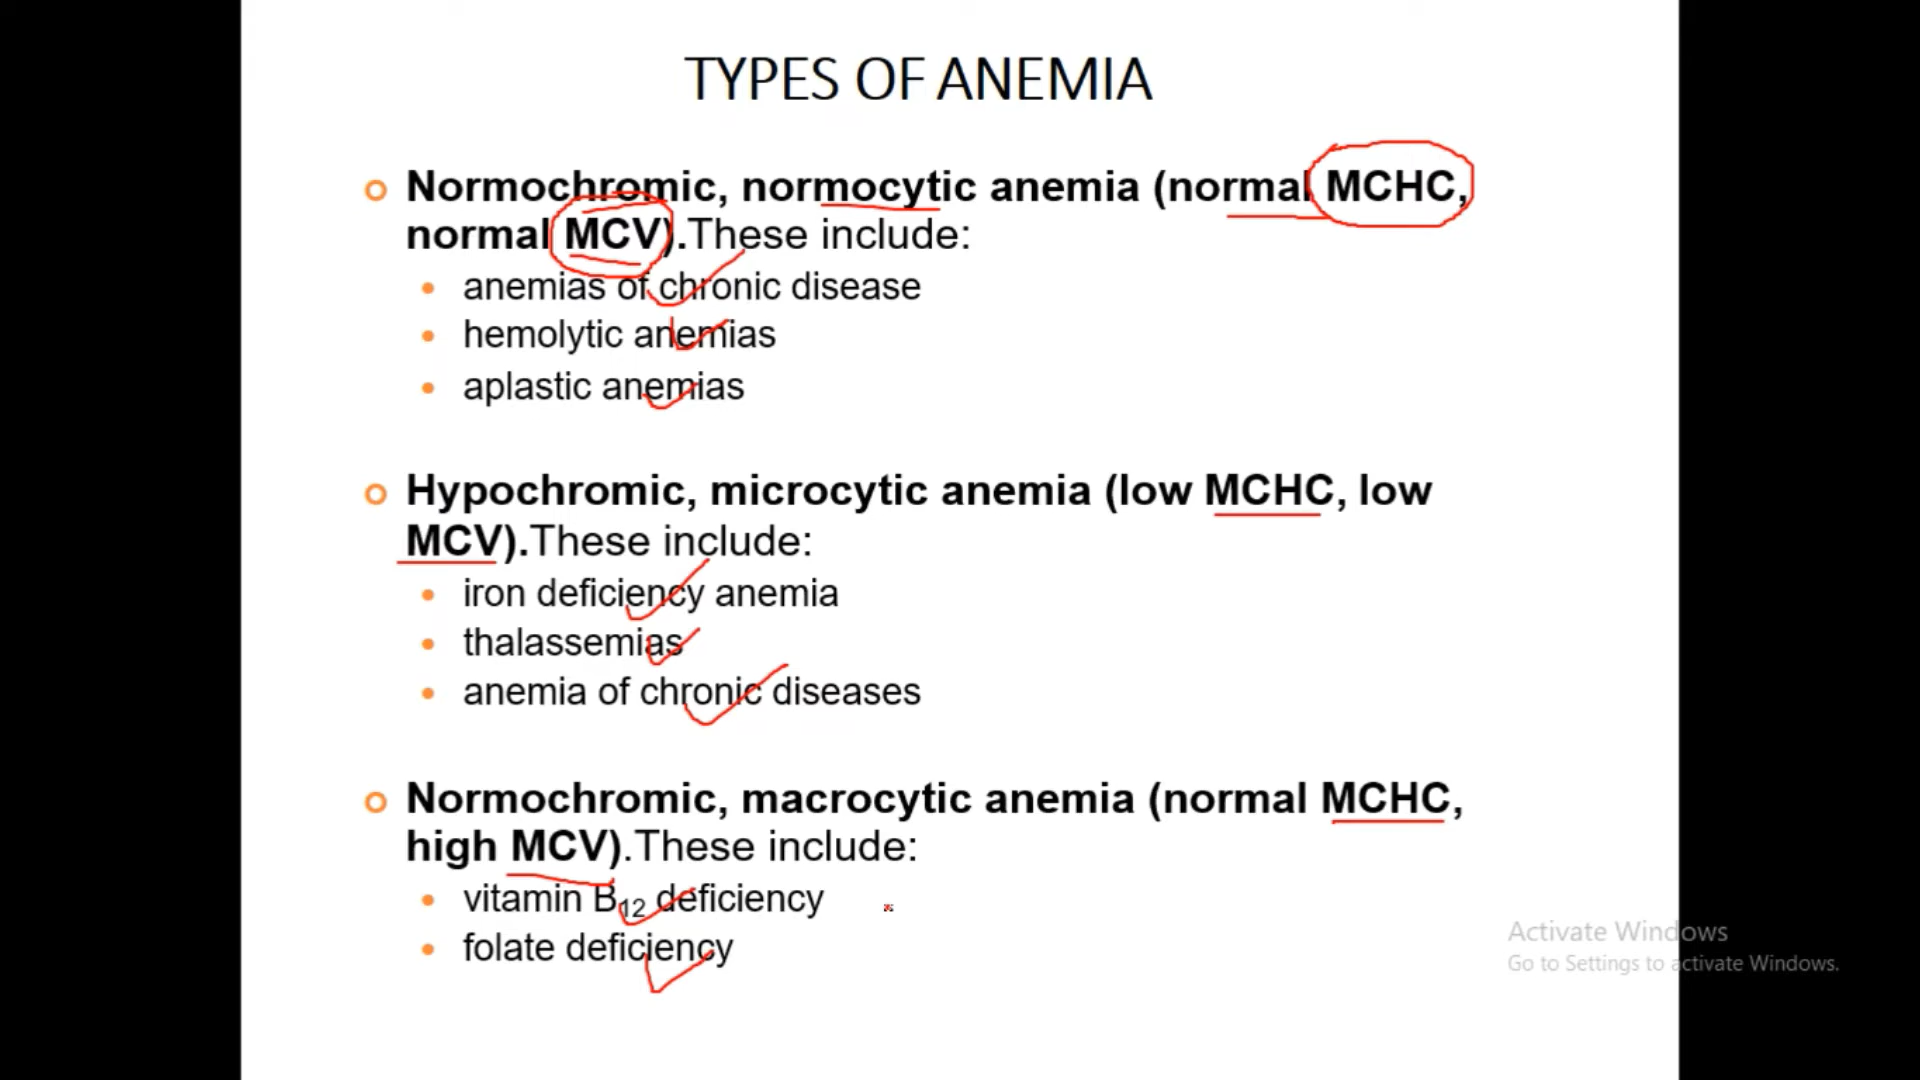 TYPES OF ANEMIA
Normochromic, normocytic anemia (normal MCHC,
normal MCV).These include:
anemias of chronic disease
hemolytic anemias
aplastic anemias
Hypochromic, microcytic anemia (low MCHC, low
MCV).These include:
iron deficiency anemia
thalassemias
anemia of chronic diseases
Normochromic, macrocytic anemia (normal MCHC,
high MCV).These include:
vitamin B12 deficiency
folate deficiency
Activate Windows
Go to Settings to activate Windows.